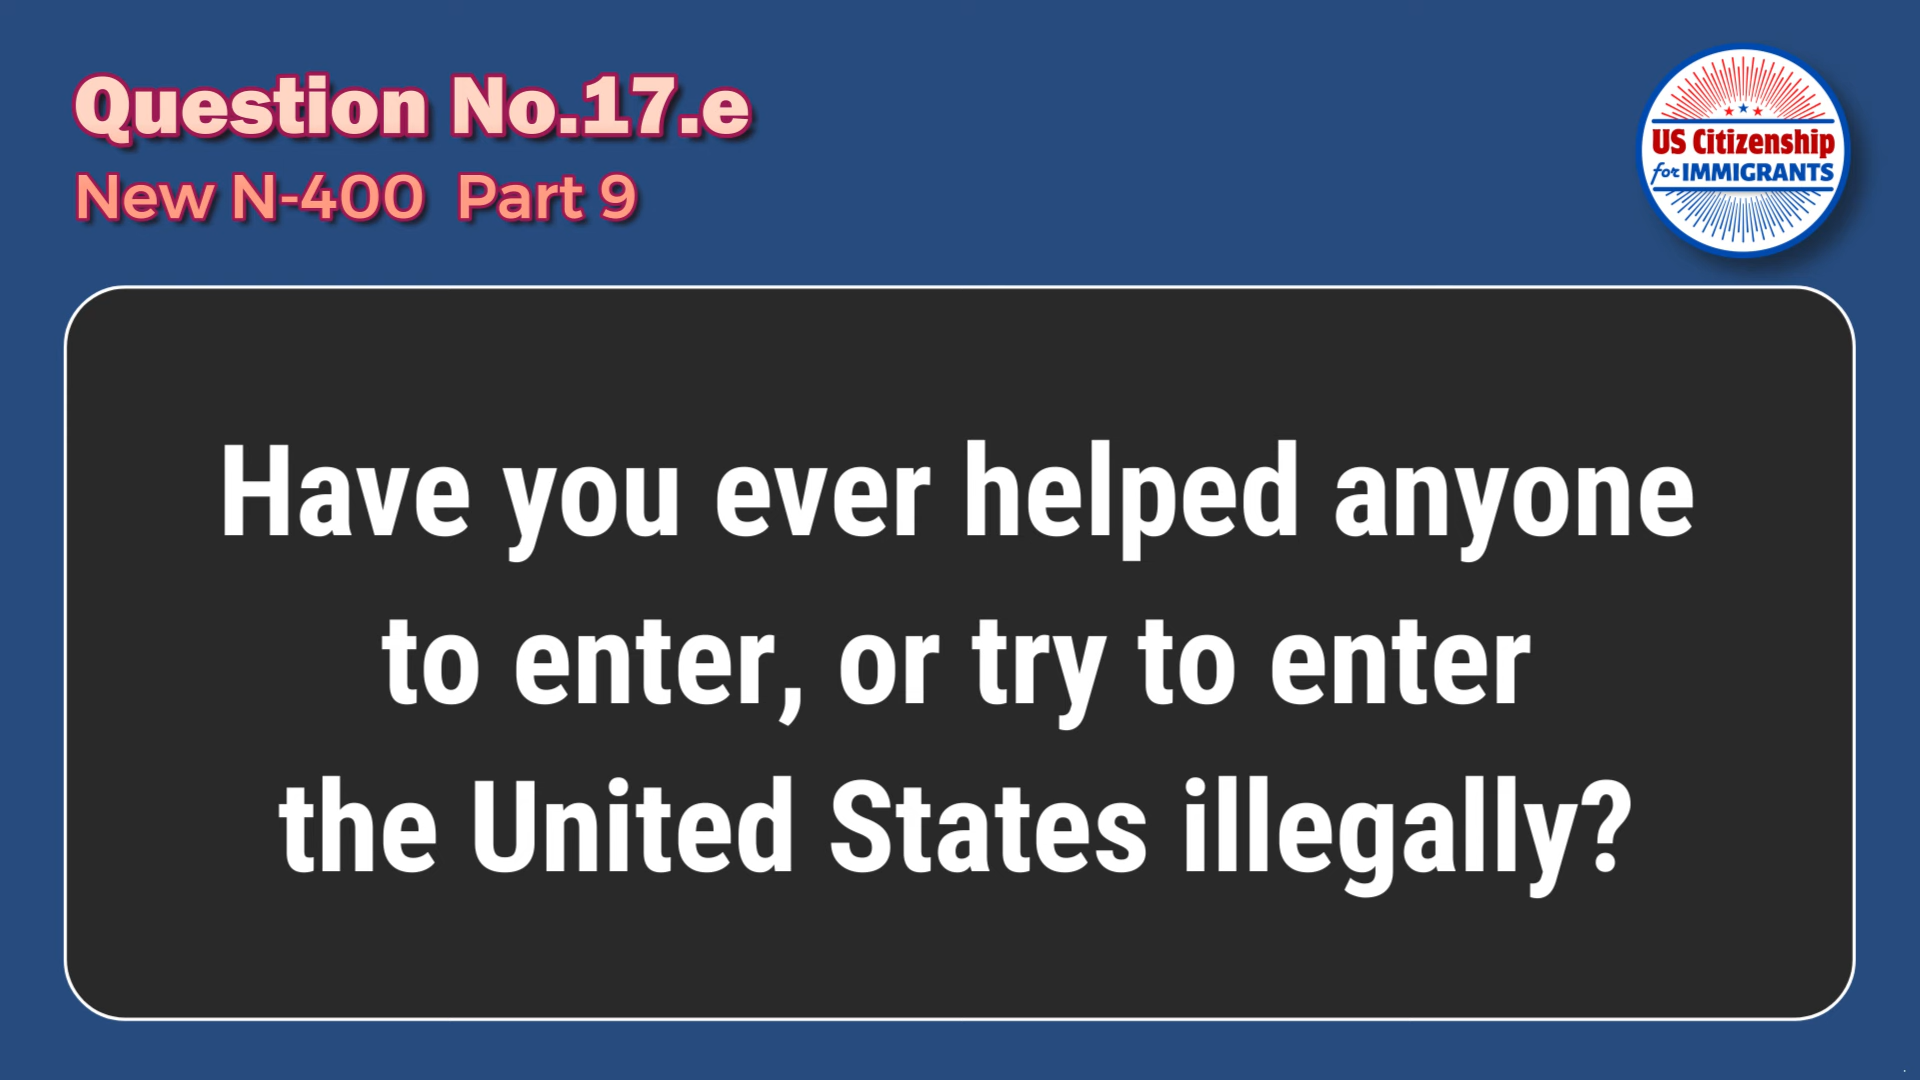 Question No.17.e
New N-400 Part 9
US Citizenship
for IMMIGRANTS
Have you ever helped anyone
to enter, or try to enter
the United States illegally?